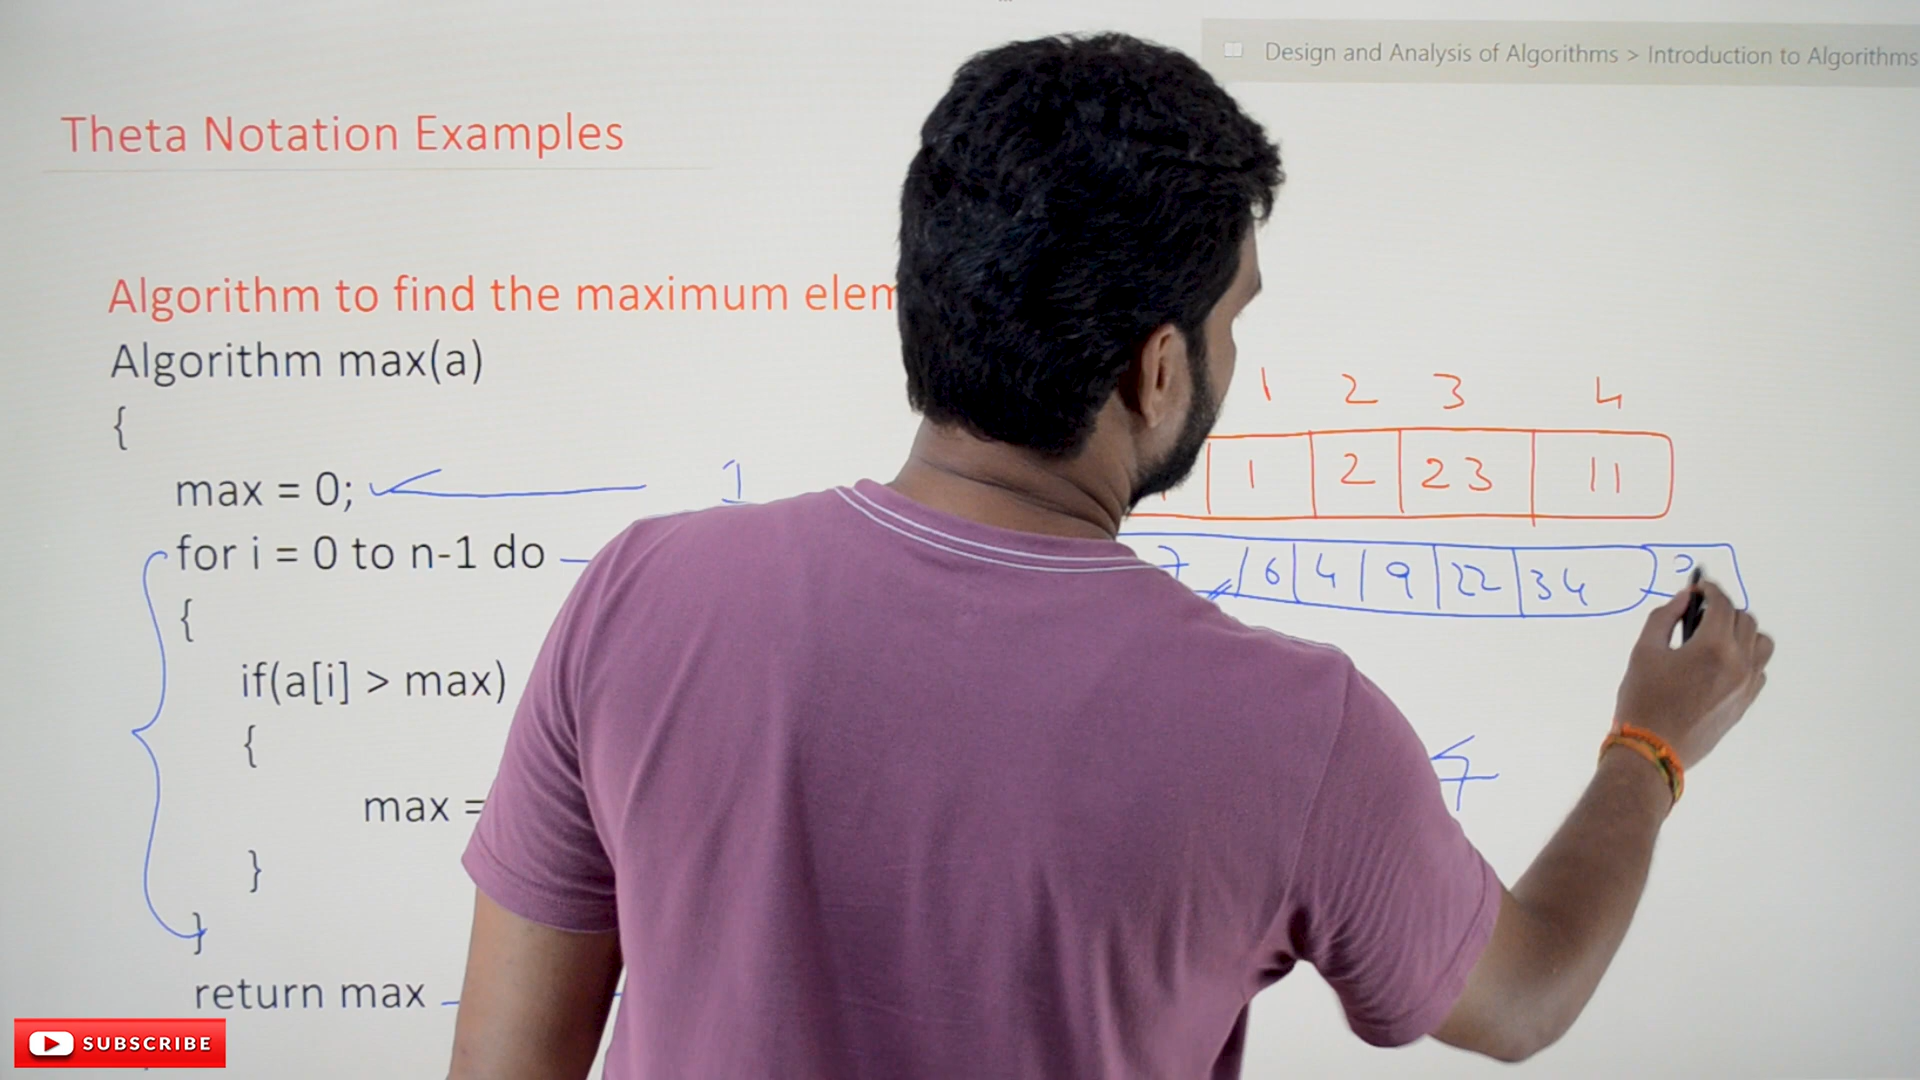 Design and Analysis of Algorithms > Introduction to Algorithms
Theta Notation Examples
Algorithm to find the maximum
Algorithm max(a)
{
1 2 3 4
1 2 23 11
max = 0; 1
for i = 0 to n-1 do
7 6 4 9 22 34
{
if(a[i] > max)
{
max =
}
}
return max
SUBSCRIBE